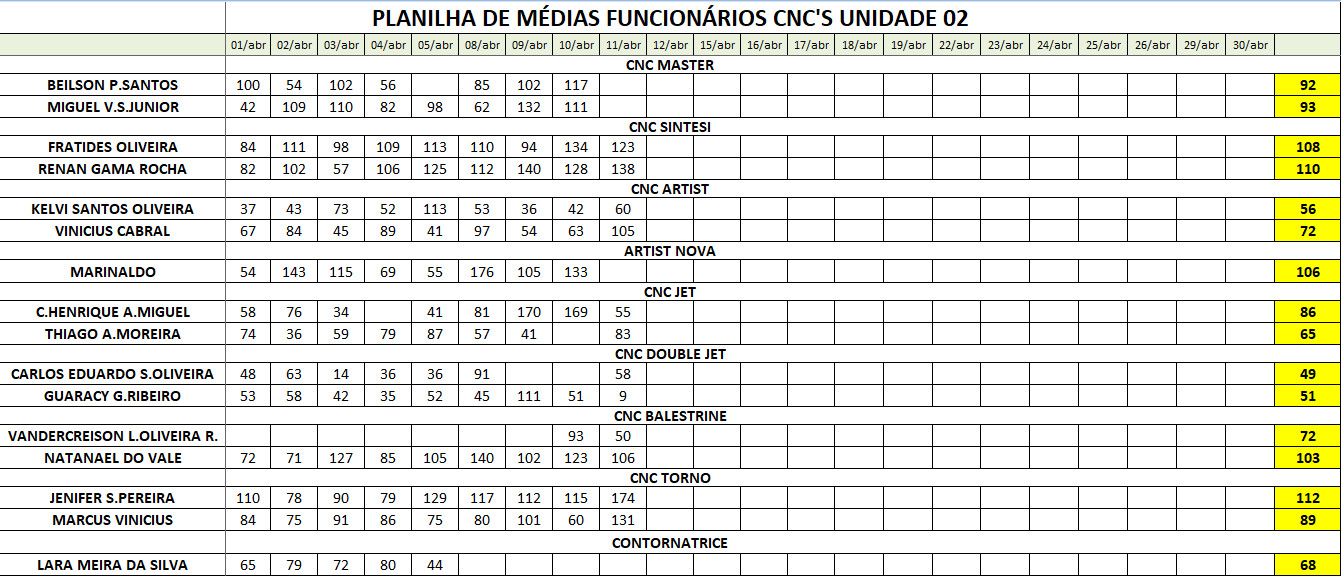 PLANILHA DE MÉDIAS FUNCIONÁRIOS CNC'S UNIDADE 02
01/abr 02/abr 03/abr 04/abr 05/abr 08/abr 09/abr 10/abr 11/abr 12/abr 15/abr 16/abr 17/abr 18/abr 19/abr 22/abr 23/abr 24/abr 25/abr 26/abr 29/abr 30/abr
CNC MASTER
BEILSON P.SANTOS 100 54 102 56 85 102 117 92
MIGUEL V.S.JUNIOR 42 109 110 82 98 62 132 111 93
CNC SINTESI
FRATIDES OLIVEIRA 84 111 98 109 113 110 94 134 123 108
RENAN GAMA ROCHA 82 102 57 106 125 112 140 128 138 110
CNC ARTIST
KELVI SANTOS OLIVEIRA 37 43 73 52 113 53 36 42 60 56
VINICIUS CABRAL 67 84 45 89 41 97 54 63 105 72
ARTIST NOVA
MARINALDO 54 143 115 69 55 176 105 133 106
CNC JET
C.HENRIQUE A.MIGUEL 58 76 34 41 81 170 169 55 86
THIAGO A.MOREIRA 74 36 59 79 87 57 41 83 65
CNC DOUBLE JET
CARLOS EDUARDO S.OLIVEIRA 48 63 14 36 36 91 58 49
GUARACY G.RIBEIRO 53 58 42 35 52 45 111 51 9 51
CNC BALESTRINE
VANDERCREISON L.OLIVEIRA R. 93 50 72
NATANAEL DO VALE 72 71 127 85 105 140 102 123 106 103
CNC TORNO
JENIFER S.PEREIRA 110 78 90 79 129 117 112 115 174 112
MARCUS VINICIUS 84 75 91 86 75 80 101 60 131 89
CONTORNATRICE
LARA MEIRA DA SILVA 65 79 72 80 44 68